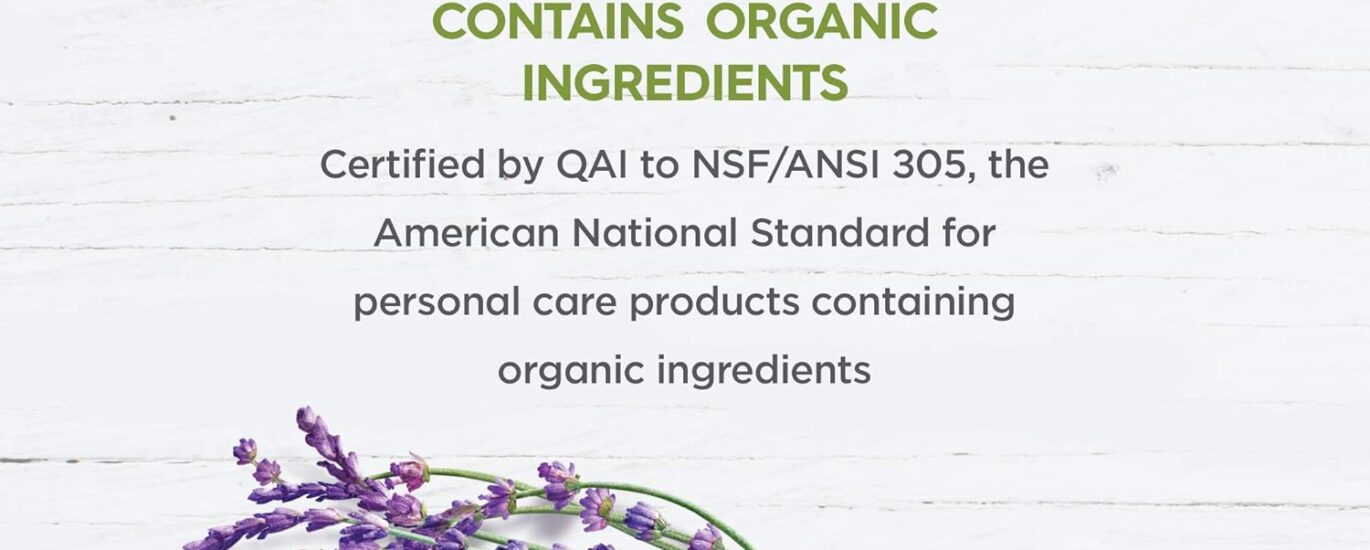 CONTAINS ORGANIC
INGREDIENTS
Certified by QAI to NSF/ANSI 305, the
American National Standard for
personal care products containing
organic ingredients